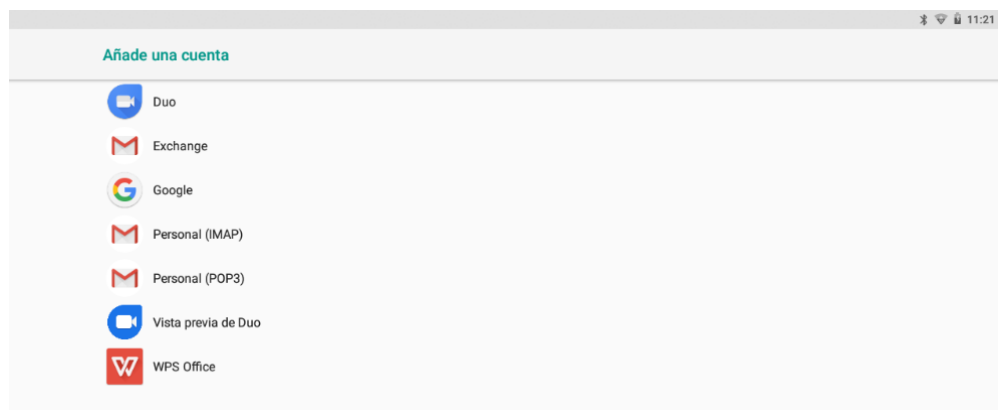 11:21
Añade una cuenta
Duo
Exchange
Google
Personal (IMAP)
Personal (POP3)
Vista previa de Duo
WPS Office